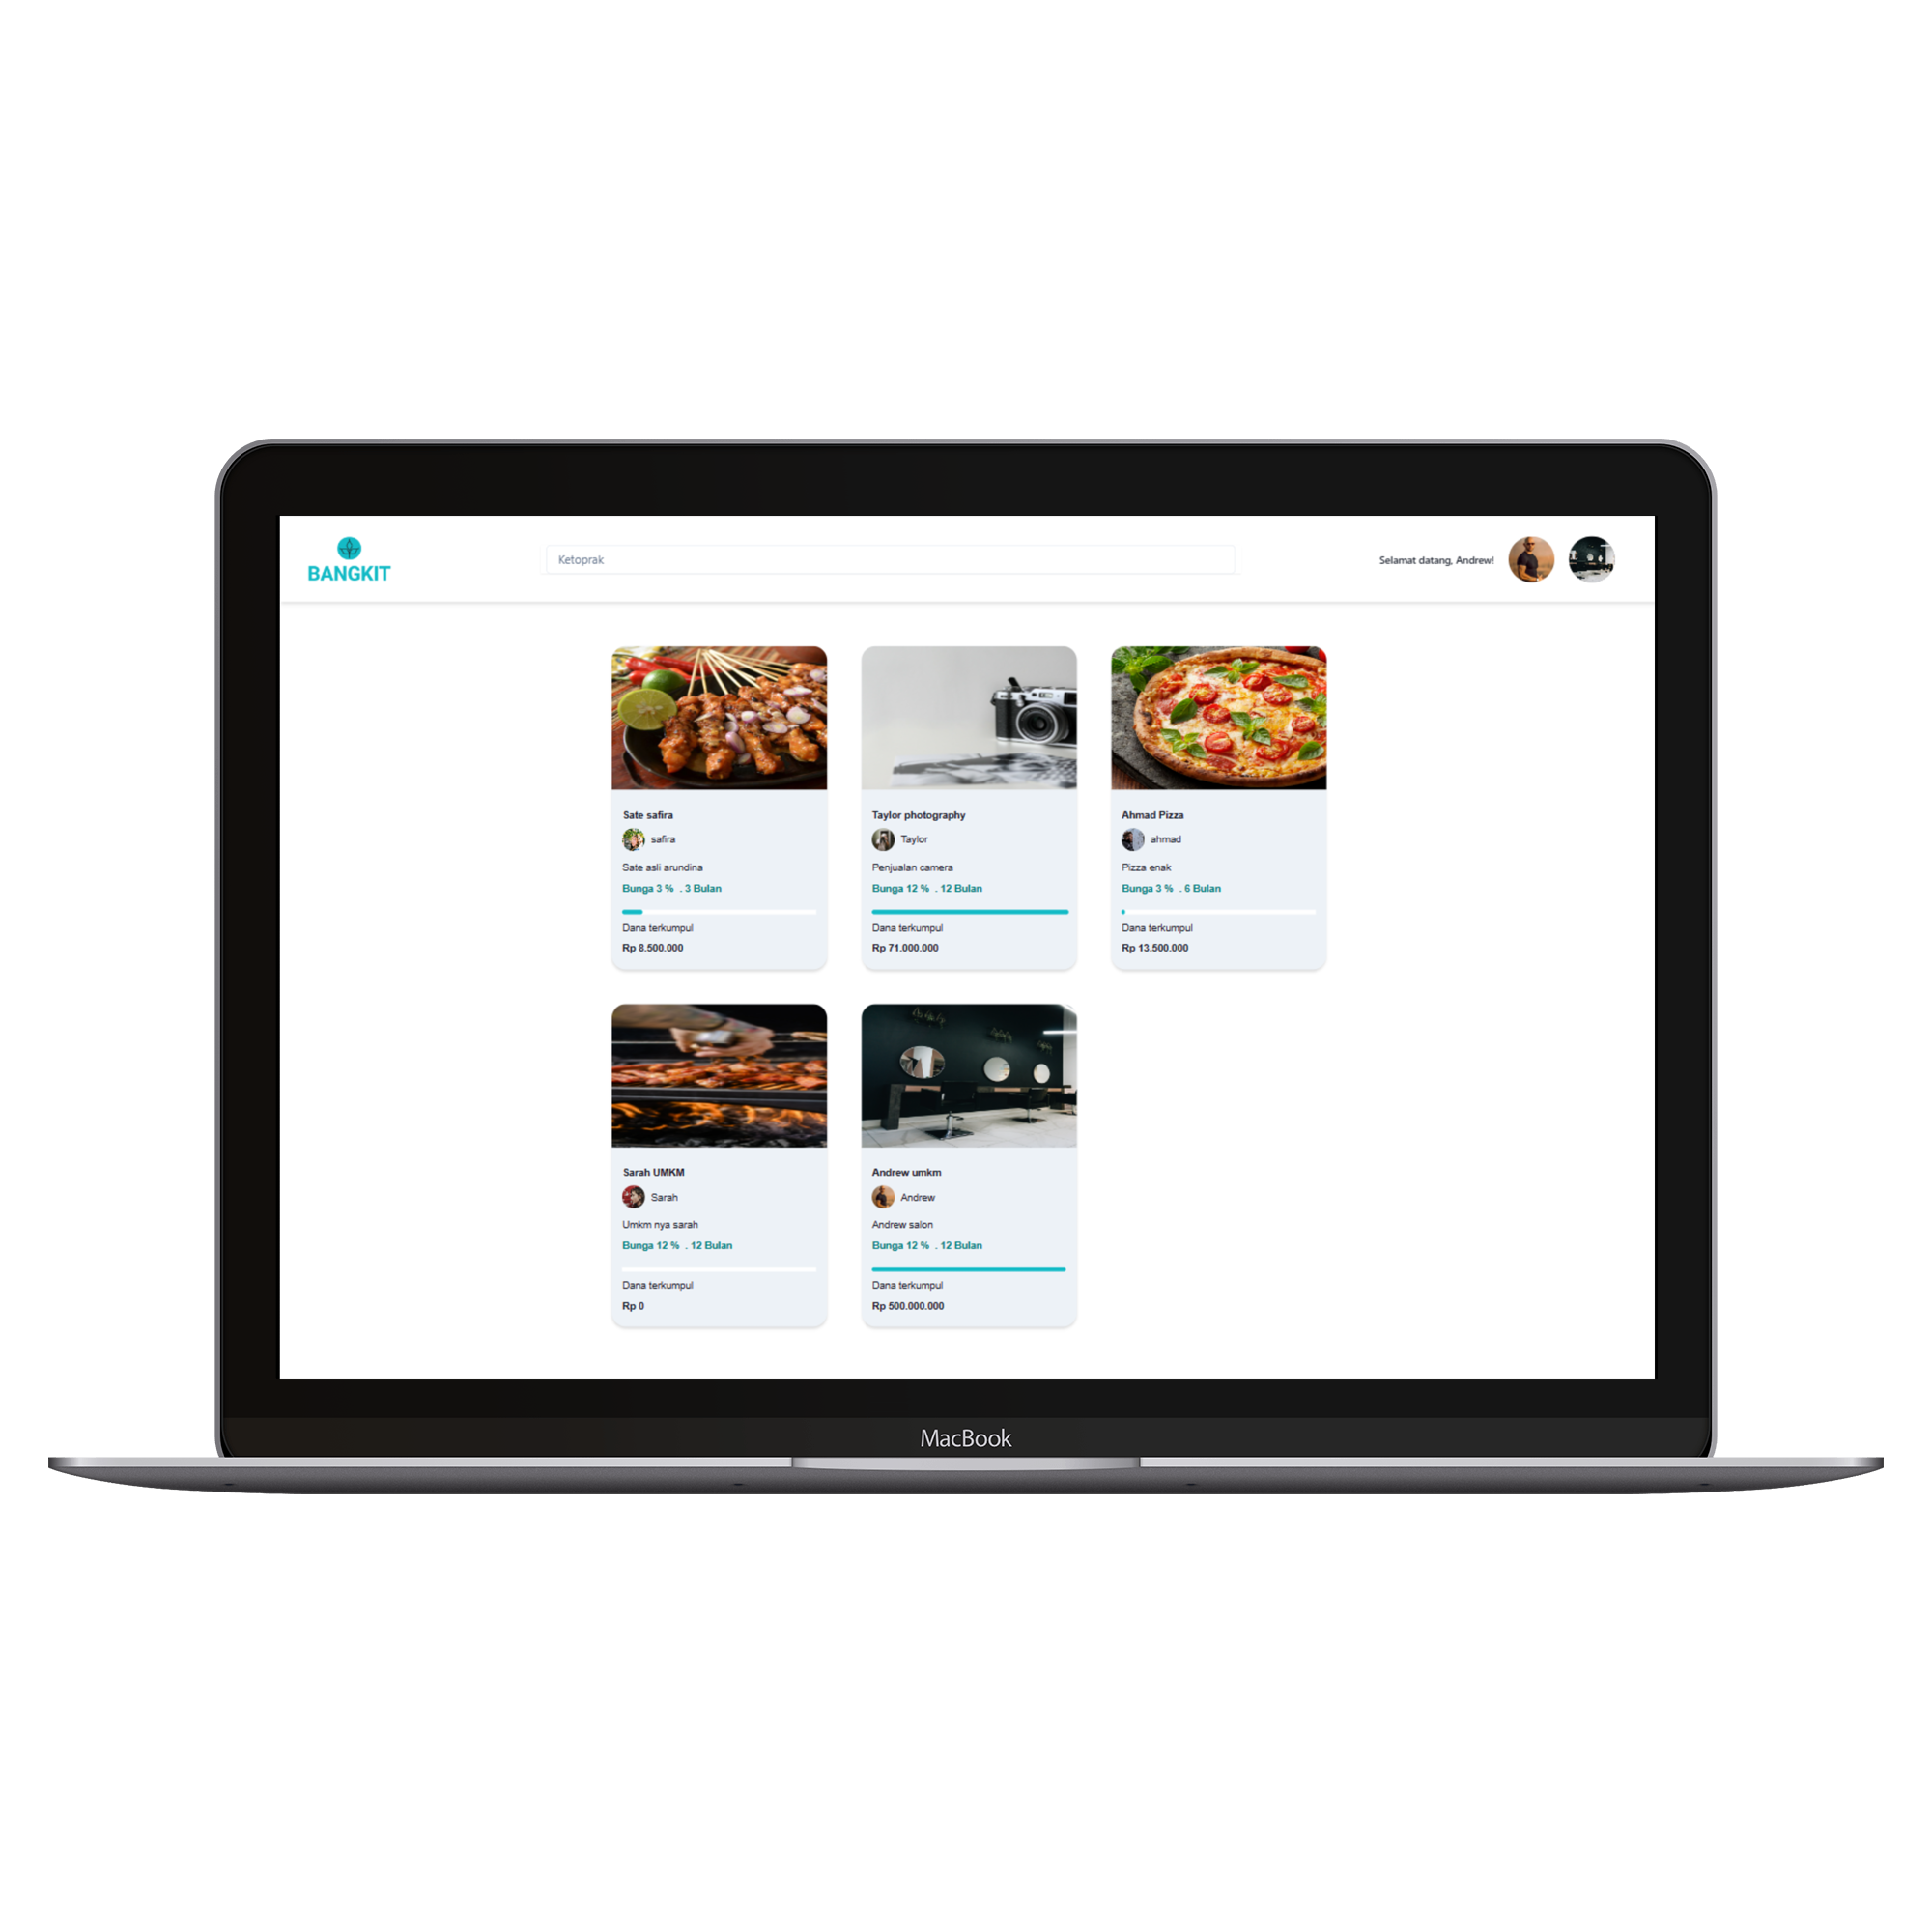 BANGKIT
Ketoprak
Selamat datang, Andrew!
Sate safira
safira
Sate asli arundina
Bunga 3 % . 3 Bulan
Dana terkumpul
Rp 8.500.000
Taylor photography
Taylor
Penjualan camera
Bunga 12 % . 12 Bulan
Dana terkumpul
Rp 71.000.000
Ahmad Pizza
ahmad
Pizza enak
Bunga 3 % . 6 Bulan
Dana terkumpul
Rp 13.500.000
Sarah UMKM
Sarah
Umkm nya sarah
Bunga 12 % . 12 Bulan
Dana terkumpul
Rp 0
Andrew umkm
Andrew
Andrew salon
Bunga 12 % . 12 Bulan
Dana terkumpul
Rp 500.000.000
MacBook